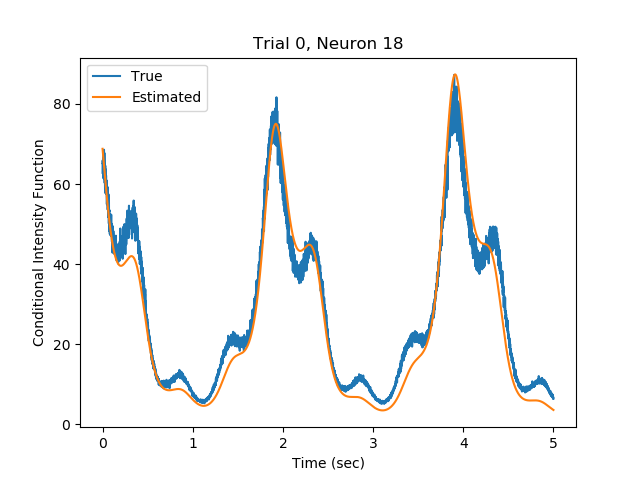 Trial 0, Neuron 18
True
Estimated
Conditional Intensity Function
80
60
40
20
0
0 1 2 3 4 5
Time (sec)